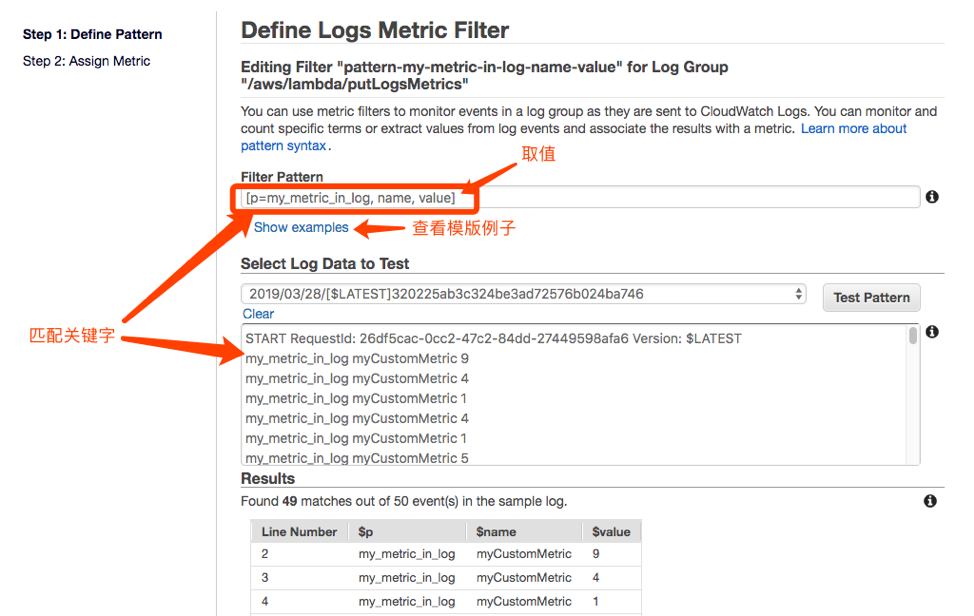 Step 1: Define Pattern
Step 2: Assign Metric
Define Logs Metric Filter
Editing Filter "pattern-my-metric-in-log-name-value" for Log Group
"/aws/lambda/putLogsMetrics"
You can use metric filters to monitor events in a log group as they are sent to CloudWatch Logs. You can monitor and
count specific terms or extract values from log events and associate the results with a metric. Learn more about
pattern syntax.
取值
Filter Pattern
[p=my_metric_in_log, name, value]
Show examples
查看模版例子
Select Log Data to Test
2019/03/28/[$LATEST]320225ab3c324be3ad72576b024ba746
Test Pattern
Clear
匹配关键字
START RequestId: 26df5cac-0cc2-47c2-84dd-27449598afa6 Version: $LATEST
my_metric_in_log myCustomMetric 9
my_metric_in_log myCustomMetric 4
my_metric_in_log myCustomMetric 1
my_metric_in_log myCustomMetric 4
my_metric_in_log myCustomMetric 1
my_metric_in_log myCustomMetric 5
Results
Found 49 matches out of 50 event(s) in the sample log.
Line Number $p $name $value
2 my_metric_in_log myCustomMetric 9
3 my_metric_in_log myCustomMetric 4
4 my_metric_in_log myCustomMetric 1